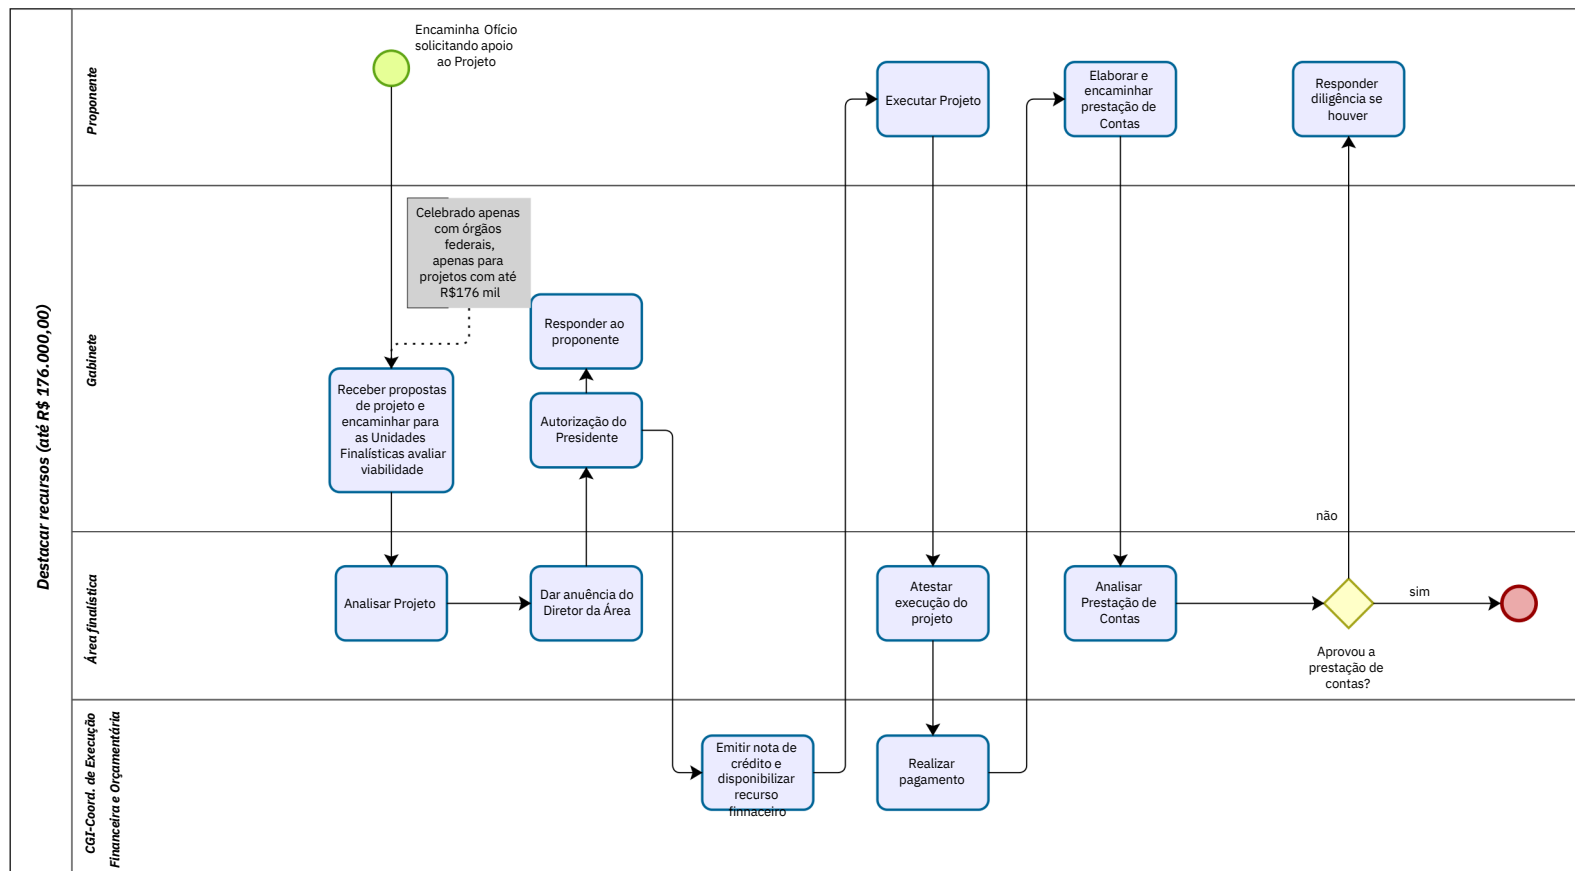 Destacar recursos (até R$ 176.000,00)
Proponente
Encaminha Ofício
solicitando apoio
ao Projeto
Executar Projeto
Elaborar e
encaminhar
prestação de
Contas
Responder
diligência se
houver
Gabinete
Celebrado apenas
com órgãos
federais,
apenas para
projetos com até
R$176 mil
Responder ao
proponente
Receber propostas
de projeto e
encaminhar para
as Unidades
Finalísticas avaliar
viabilidade
Autorização do
Presidente
não
Área finalística
Analisar Projeto
Dar anuência do
Diretor da Área
Atestar
execução do
projeto
Analisar
Prestação de
Contas
sim
Aprovou a
prestação de
contas?
CGI-Coord. de Execução
Financeira e Orçamentária
Emitir nota de
crédito e
disponibilizar
recurso
finnaceiro
Realizar
pagamento